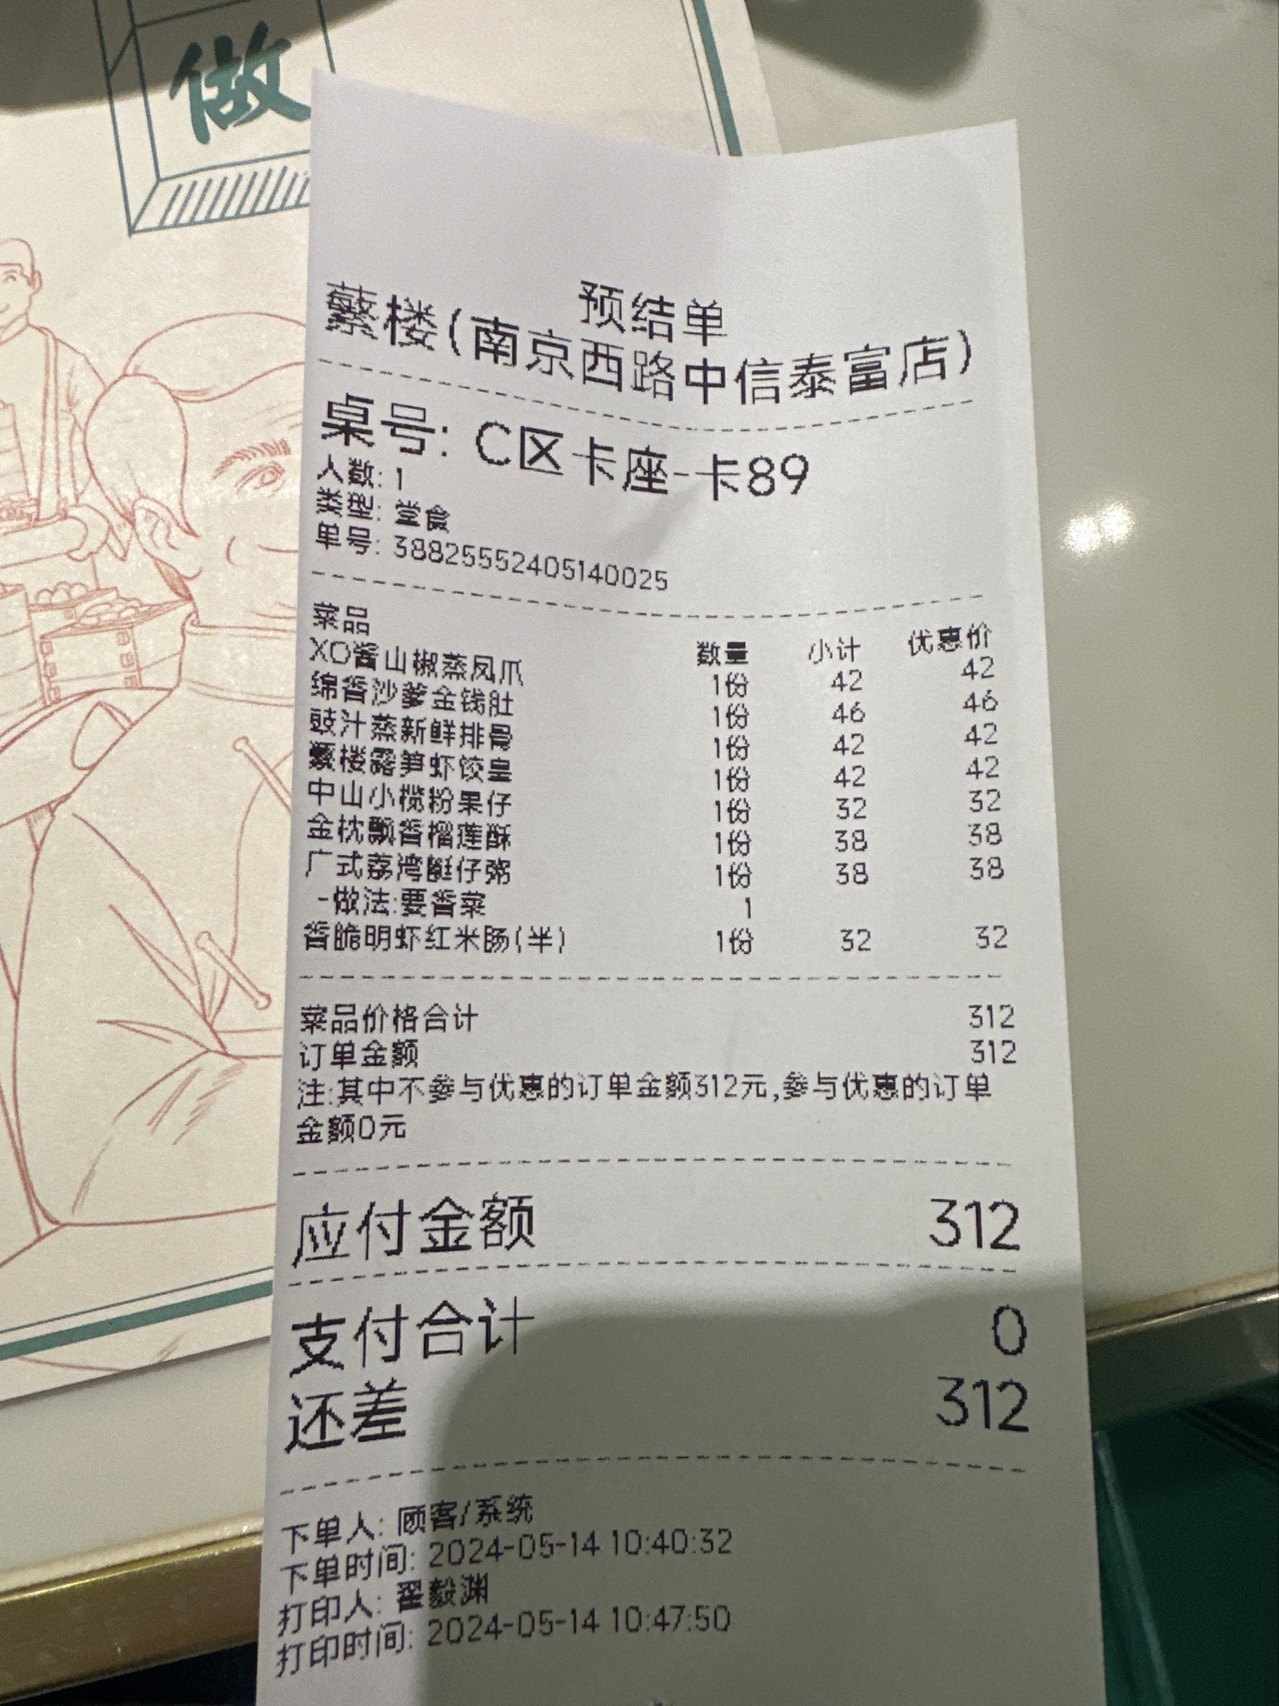 做
预结单
蘩楼(南京西路中信泰富店)
桌号: C区卡座-卡89
人数: 1
类型: 堂食
单号: 38825552405140025
菜品 数量 小计 优惠价
XO酱山椒蒸凤爪 1份 42 42
绵香沙爹金钱肚 1份 46 46
豉汁蒸新鲜排骨 1份 42 42
蘩楼露笋虾饺皇 1份 42 42
中山小榄粉果仔 1份 32 32
金枕飘香榴莲酥 1份 38 38
广式荔湾艇仔粥 1份 38 38
-做法:要香菜 1
香脆明虾红米肠(半) 1份 32 32
菜品价格合计 312
订单金额 312
注:其中不参与优惠的订单金额312元,参与优惠的订单
金额0元
应付金额 312
支付合计 0
还差 312
下单人: 顾客/系统
下单时间: 2024-05-14 10:40:32
打印人: 翟毅渊
打印时间: 2024-05-14 10:47:50